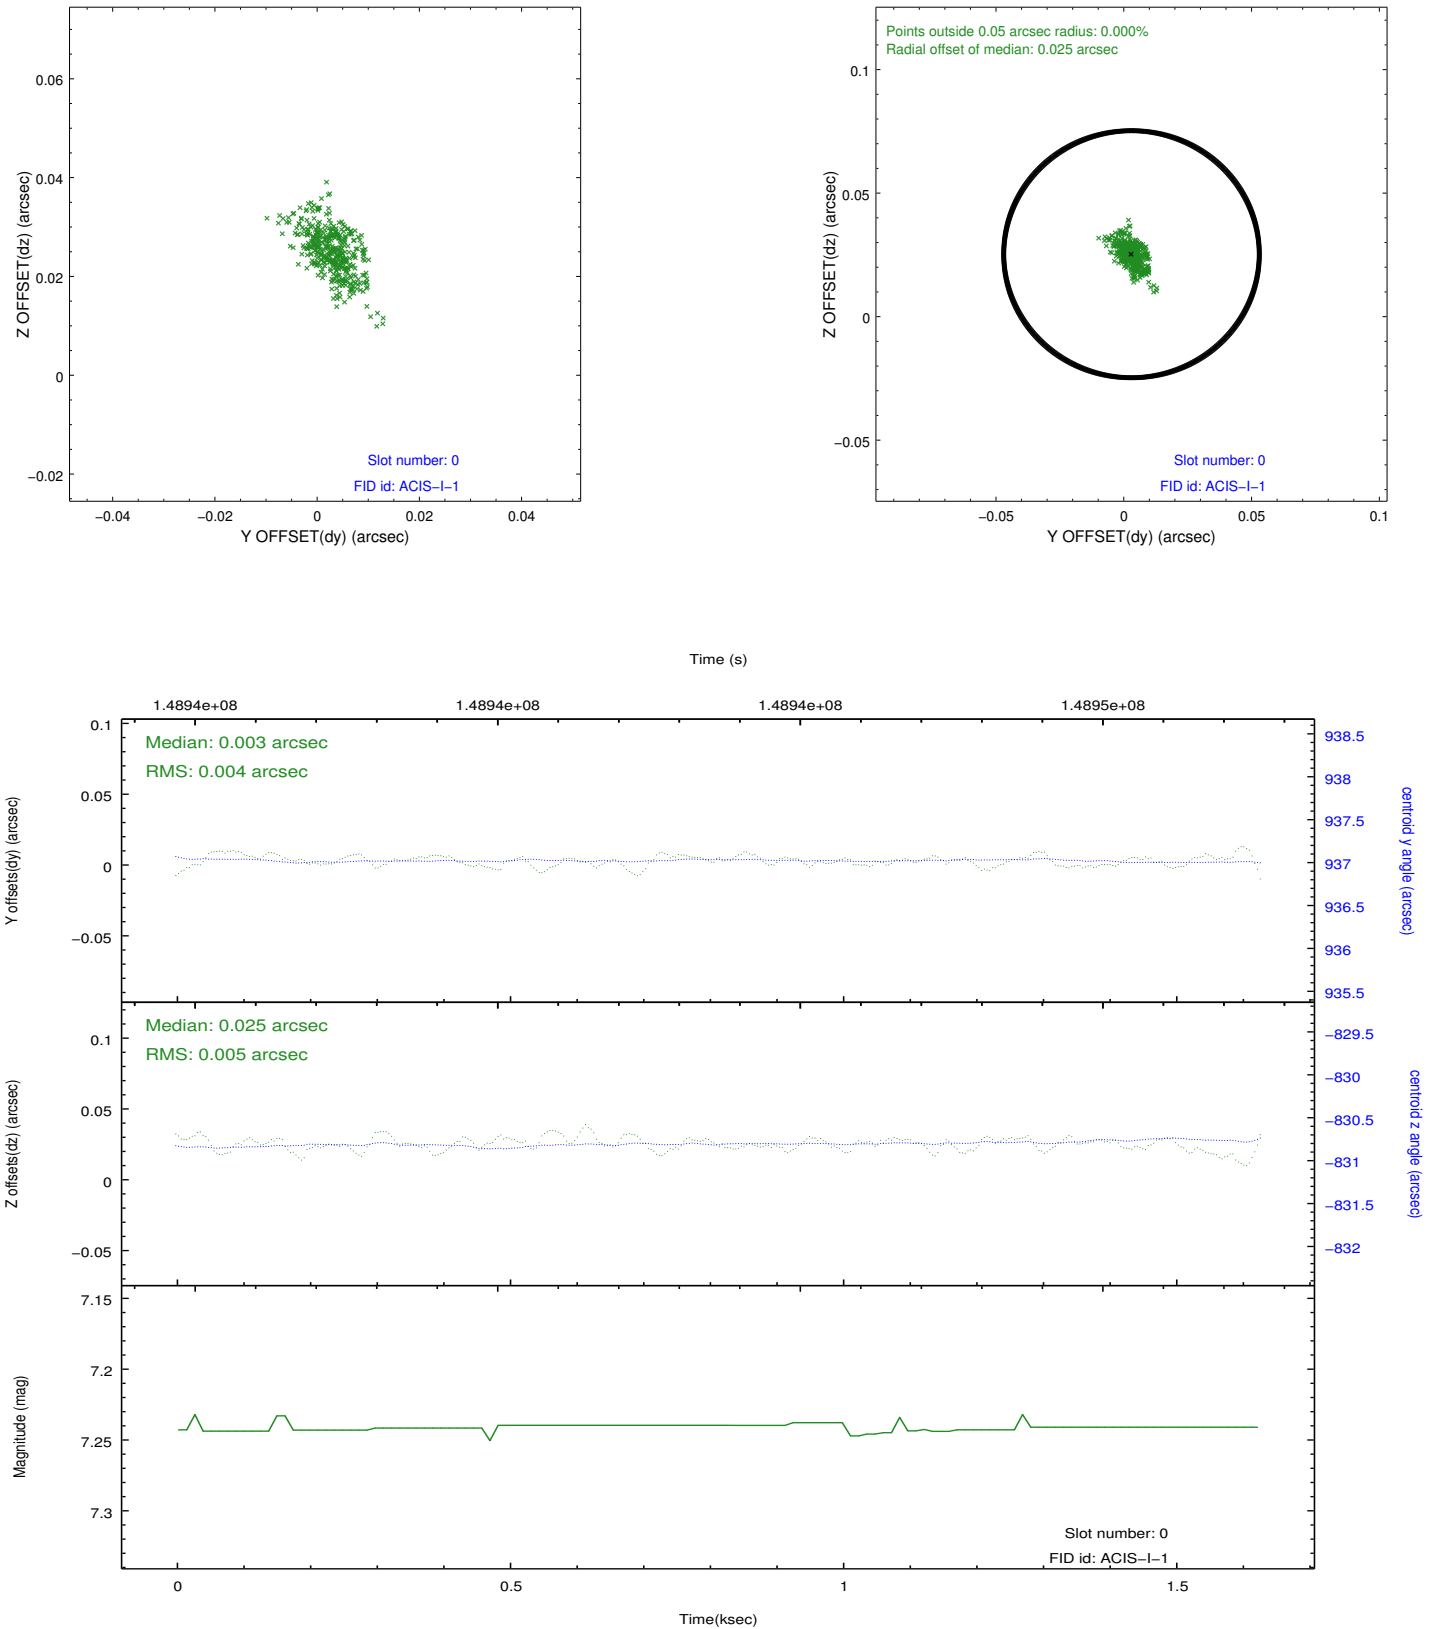 0.06
0.04
0.02
0
−0.02
Z OFFSET(dz) (arcsec)
Slot number: 0
FID id: ACIS−I−1
−0.04
−0.02
0
0.02
0.04
Y OFFSET(dy) (arcsec)
Points outside 0.05 arcsec radius: 0.000%
Radial offset of median: 0.025 arcsec
0.1
0.05
0
−0.05
Z OFFSET(dz) (arcsec)
Slot number: 0
FID id: ACIS−I−1
−0.05
0
0.05
0.1
Y OFFSET(dy) (arcsec)
Time (s)
1.4894e+08
1.4894e+08
1.4894e+08
1.4895e+08
Median: 0.003 arcsec
RMS: 0.004 arcsec
0.1
0.05
0
−0.05
Y offsets(dy) (arcsec)
938.5
938
937.5
937
936.5
936
935.5
centroid y angle (arcsec)
Median: 0.025 arcsec
RMS: 0.005 arcsec
0.1
0.05
0
−0.05
Z offsets(dz) (arcsec)
−829.5
−830
−830.5
−831
−831.5
−832
centroid z angle (arcsec)
7.15
7.2
7.25
7.3
Magnitude (mag)
Slot number: 0
FID id: ACIS−I−1
0
0.5
1
1.5
Time(ksec)